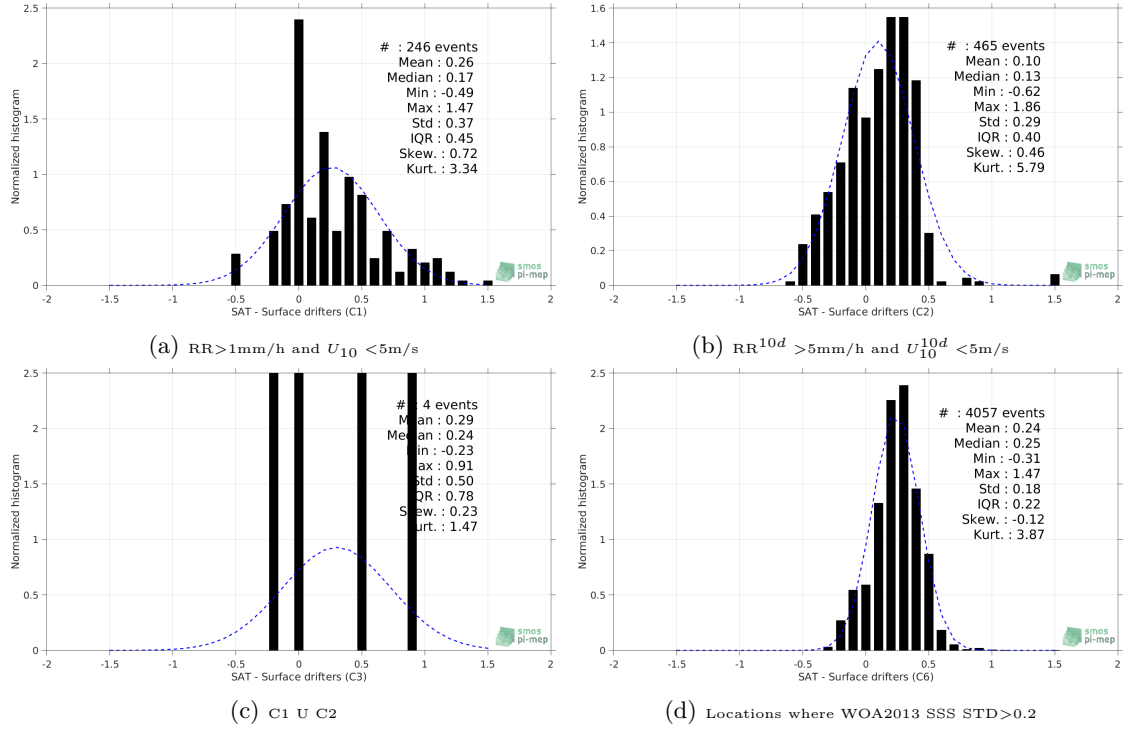 2.5
2
1.5
1
0.5
0
-2 -1.5 -1 -0.5 0 0.5 1 1.5 2
Normalized histogram
# : 246 events
Mean : 0.26
Median : 0.17
Min : -0.49
Max : 1.47
Std : 0.37
IQR : 0.45
Skew. : 0.72
Kurt. : 3.34
smos
pi-mep
SAT - Surface drifters (C1)
(a) RR>1mm/h and U10 <5m/s
1.6
1.4
1.2
1
0.8
0.6
0.4
0.2
0
-2 -1.5 -1 -0.5 0 0.5 1 1.5 2
Normalized histogram
# : 465 events
Mean : 0.10
Median : 0.13
Min : -0.62
Max : 1.86
Std : 0.29
IQR : 0.40
Skew. : 0.46
Kurt. : 5.79
smos
pi-mep
SAT - Surface drifters (C2)
(b) RR10d >5mm/h and U10d10 <5m/s
2.5
2
1.5
1
0.5
0
-2 -1.5 -1 -0.5 0 0.5 1 1.5 2
Normalized histogram
# : 4 events
Mean : 0.29
Median : 0.24
Min : -0.23
Max : 0.91
Std : 0.50
IQR : 0.78
Skew. : 0.23
Kurt. : 1.47
smos
pi-mep
SAT - Surface drifters (C3)
(c) C1 U C2
2.5
2
1.5
1
0.5
0
-2 -1.5 -1 -0.5 0 0.5 1 1.5 2
Normalized histogram
# : 4057 events
Mean : 0.24
Median : 0.25
Min : -0.31
Max : 1.47
Std : 0.18
IQR : 0.22
Skew. : -0.12
Kurt. : 3.87
smos
pi-mep
SAT - Surface drifters (C6)
(d) Locations where WOA2013 SSS STD>0.2